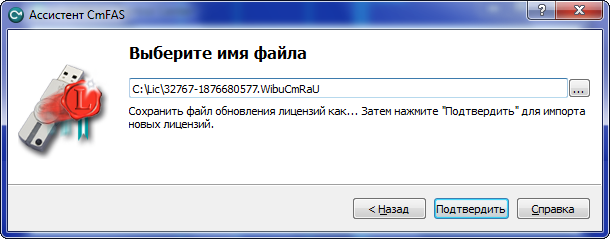 Ассистент CmFAS
Выберите имя файла
C:\Lic\32767-1876680577.WibuCmRaU
...
Сохранить файл обновления лицензий как... Затем нажмите "Подтвердить" для импорта
новых лицензий.
L
< Назад
Подтвердить
Справка